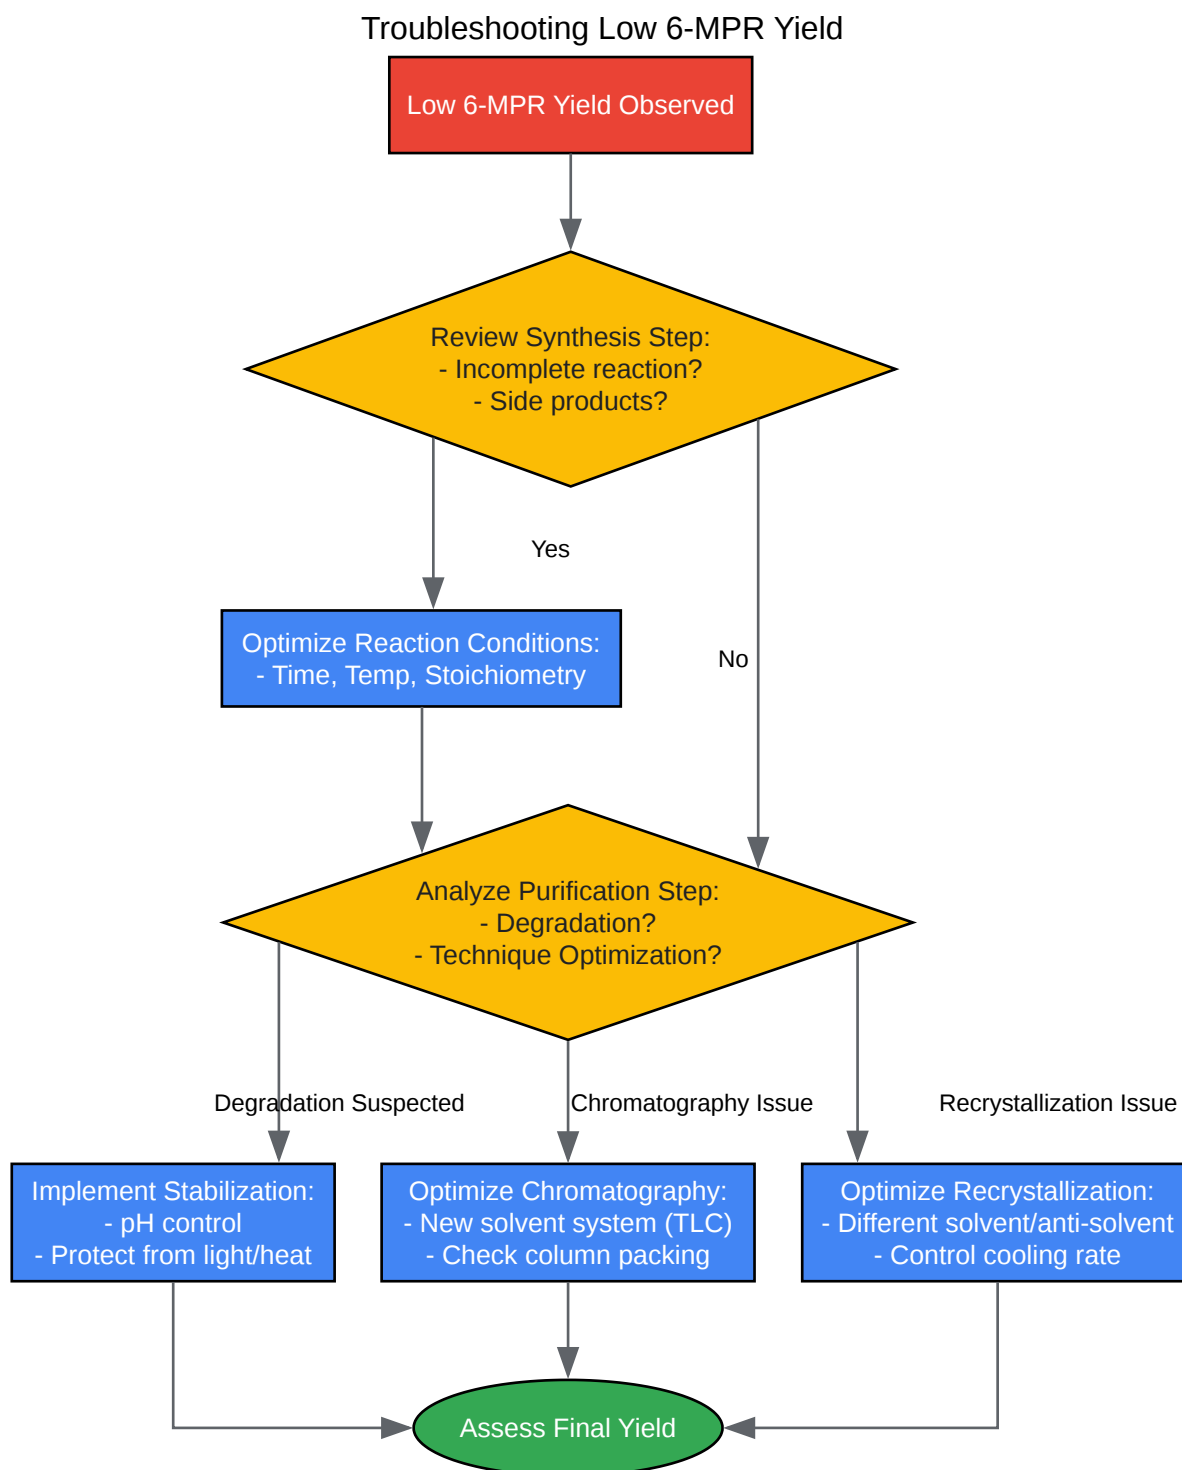 Troubleshooting Low 6-MPR Yield
Low 6-MPR Yield Observed
Review Synthesis Step:
- Incomplete reaction?
- Side products?
Yes
Optimize Reaction Conditions:
- Time, Temp, Stoichiometry
No
Analyze Purification Step:
- Degradation?
- Technique Optimization?
Degradation Suspected
Chromatography Issue
Recrystallization Issue
Implement Stabilization:
- pH control
- Protect from light/heat
Optimize Chromatography:
- New solvent system (TLC)
- Check column packing
Optimize Recrystallization:
- Different solvent/anti-solvent
- Control cooling rate
Assess Final Yield